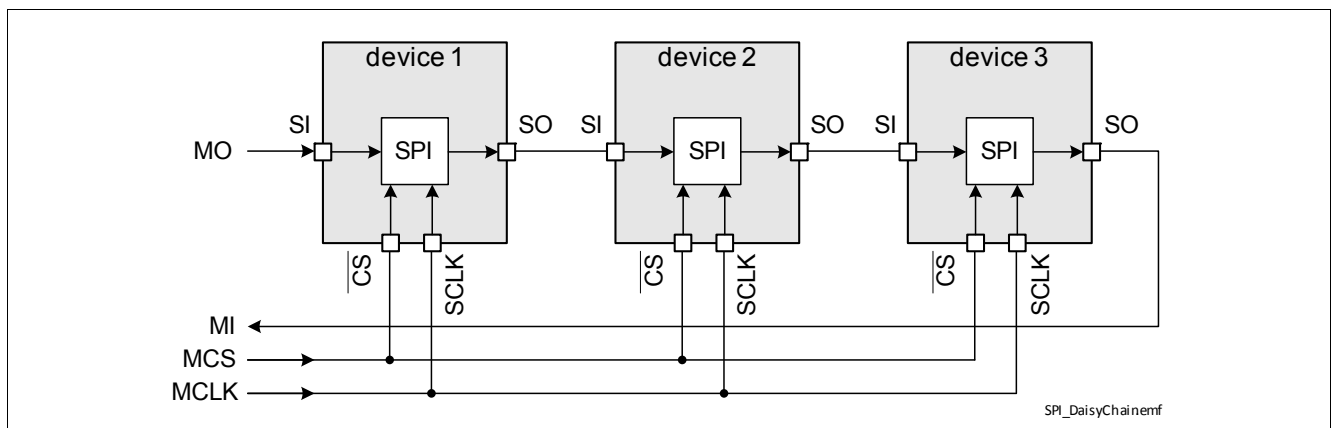 device 1 device 2 device 3
SI SO SI SO SI SO
MO SPI SPI SPI
CS SCLK CS SCLK CS SCLK
MI
MCS
MCLK
SPI_DaisyChainemf